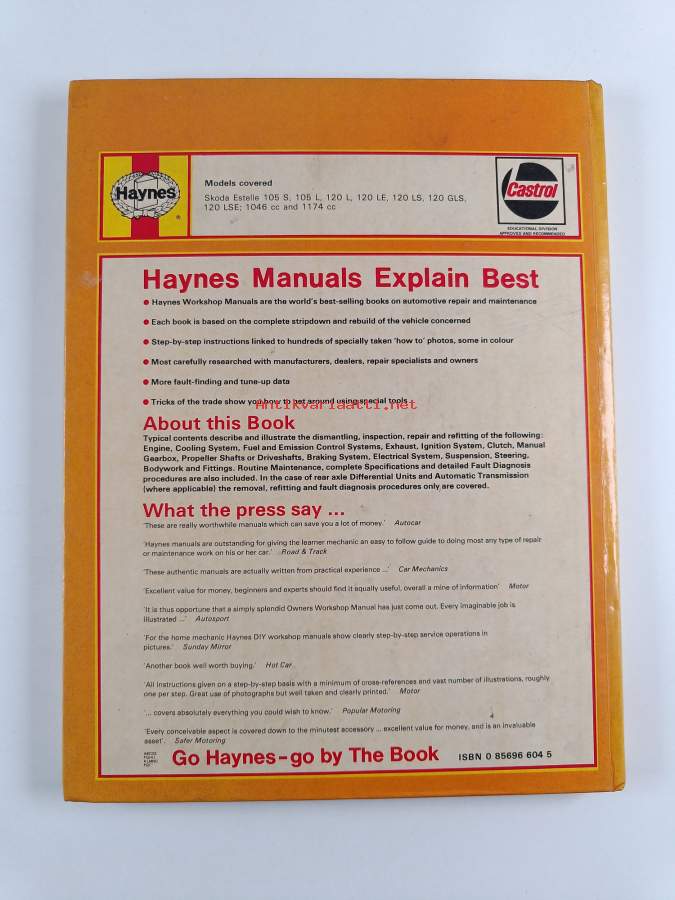 Haynes
®
Models covered
Skoda Estelle 105 S, 105 L, 120 L, 120 LE, 120 LS, 120 GLS,
120 LSE; 1046 cc and 1174 cc
Castrol
EDUCATIONAL DIVISION
APPROVED AND RECOMMENDED
Haynes Manuals Explain Best
● Haynes Workshop Manuals are the world's best-selling books on automotive repair and maintenance
● Each book is based on the complete stripdown and rebuild of the vehicle concerned
● Step-by-step instructions linked to hundreds of specially taken 'how to' photos, some in colour
● Most carefully researched with manufacturers, dealers, repair specialists and owners
● More fault-finding and tune-up data
● Tricks of the trade show you how to get around using special tools
Antikvariaatti.net
About this Book
Typical contents describe and illustrate the dismantling, inspection, repair and refitting of the following:
Engine, Cooling System, Fuel and Emission Control Systems, Exhaust, Ignition System, Clutch, Manual
Gearbox, Propeller Shafts or Driveshafts, Braking System, Electrical System, Suspension, Steering,
Bodywork and Fittings. Routine Maintenance, complete Specifications and detailed Fault Diagnosis
procedures are also included. In the case of rear axle Differential Units and Automatic Transmission
(where applicable) the removal, refitting and fault diagnosis procedures only are covered.
What the press say ...
'These are really worthwhile manuals which can save you a lot of money.' Autocar
'Haynes manuals are outstanding for giving the learner mechanic an easy to follow guide to doing most any type of repair
or maintenance work on his or her car.' Road & Track
'These authentic manuals are actually written from practical experience ...' Car Mechanics
'Excellent value for money, beginners and experts should find it equally useful, overall a mine of information' Motor
'It is thus opportune that a simply splendid Owners Workshop Manual has just come out. Every imaginable job is
illustrated ...' Autosport
'For the home mechanic Haynes DIY workshop manuals show clearly step-by-step service operations in
pictures.' Sunday Mirror
'Another book well worth buying.' Hot Car
'All instructions given on a step-by-step basis with a minimum of cross-references and vast number of illustrations, roughly
one per step. Great use of photographs but well taken and clearly printed.' Motor
'... covers absolutely everything you could wish to know.' Popular Motoring
'Every conceivable aspect is covered down to the minutest accessory ... excellent value for money, and is an invaluable
asset'. Safer Motoring
Go Haynes-go by The Book
ISBN 0 85696 604 5